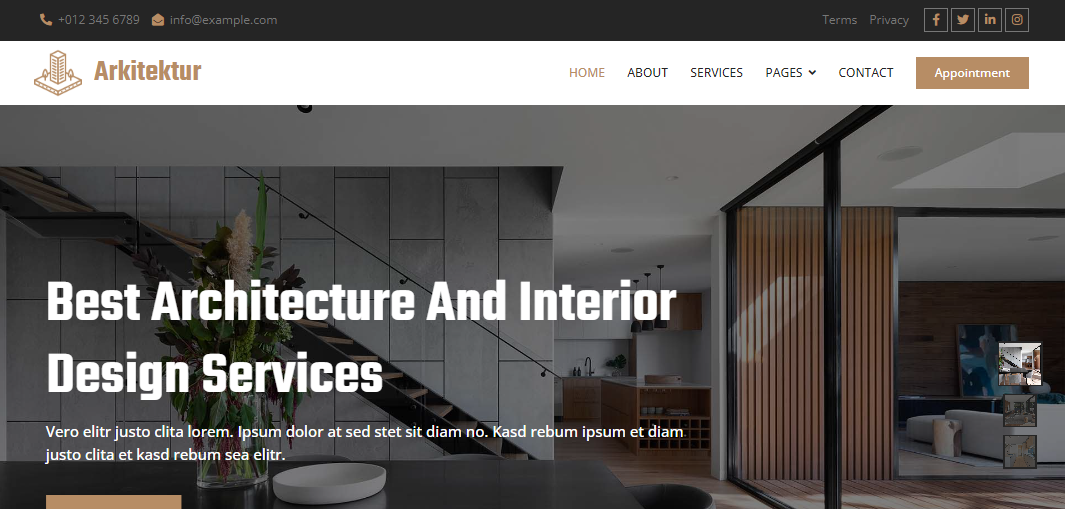 +012 345 6789 info@example.com Terms Privacy
Arkitektur HOME ABOUT SERVICES PAGES CONTACT Appointment
Best Architecture And Interior
Design Services
Vero elitr justo clita lorem. Ipsum dolor at sed stet sit diam no. Kasd rebum ipsum et diam
justo clita et kasd rebum sea elitr.